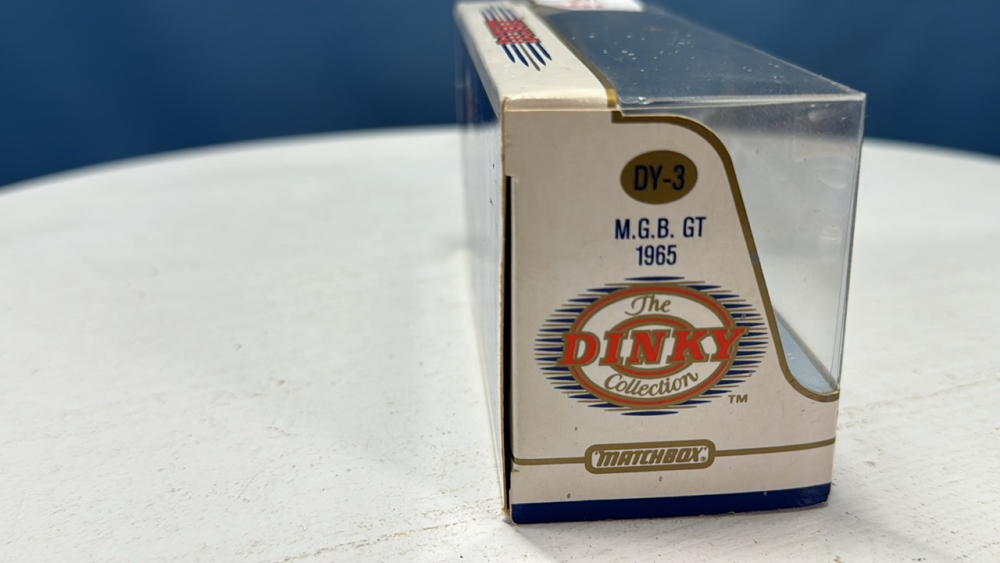 DY-3
M.G.B. GT
1965
The
DINKY
Collection
TM
"MATCHBOX"